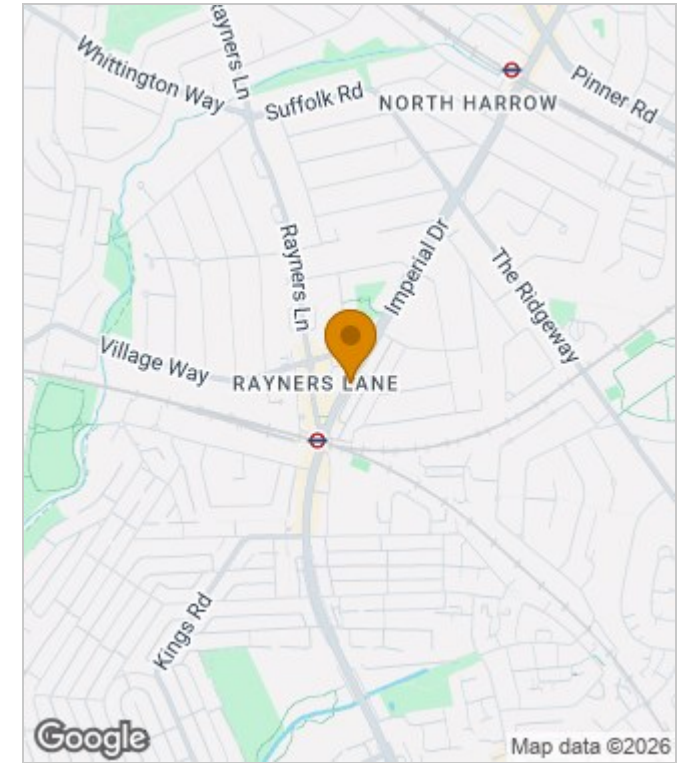 Rayners Ln
Whittington Way
Suffolk Rd
NORTH HARROW
Pinner Rd
Rayners Ln
Imperial Dr
The Ridgeway
Village Way
RAYNERS LANE
Kings Rd
Google
Map data ©2026